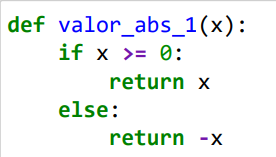 def valor_abs_1(x):
    if x >= 0:
        return x
    else:
        return -x